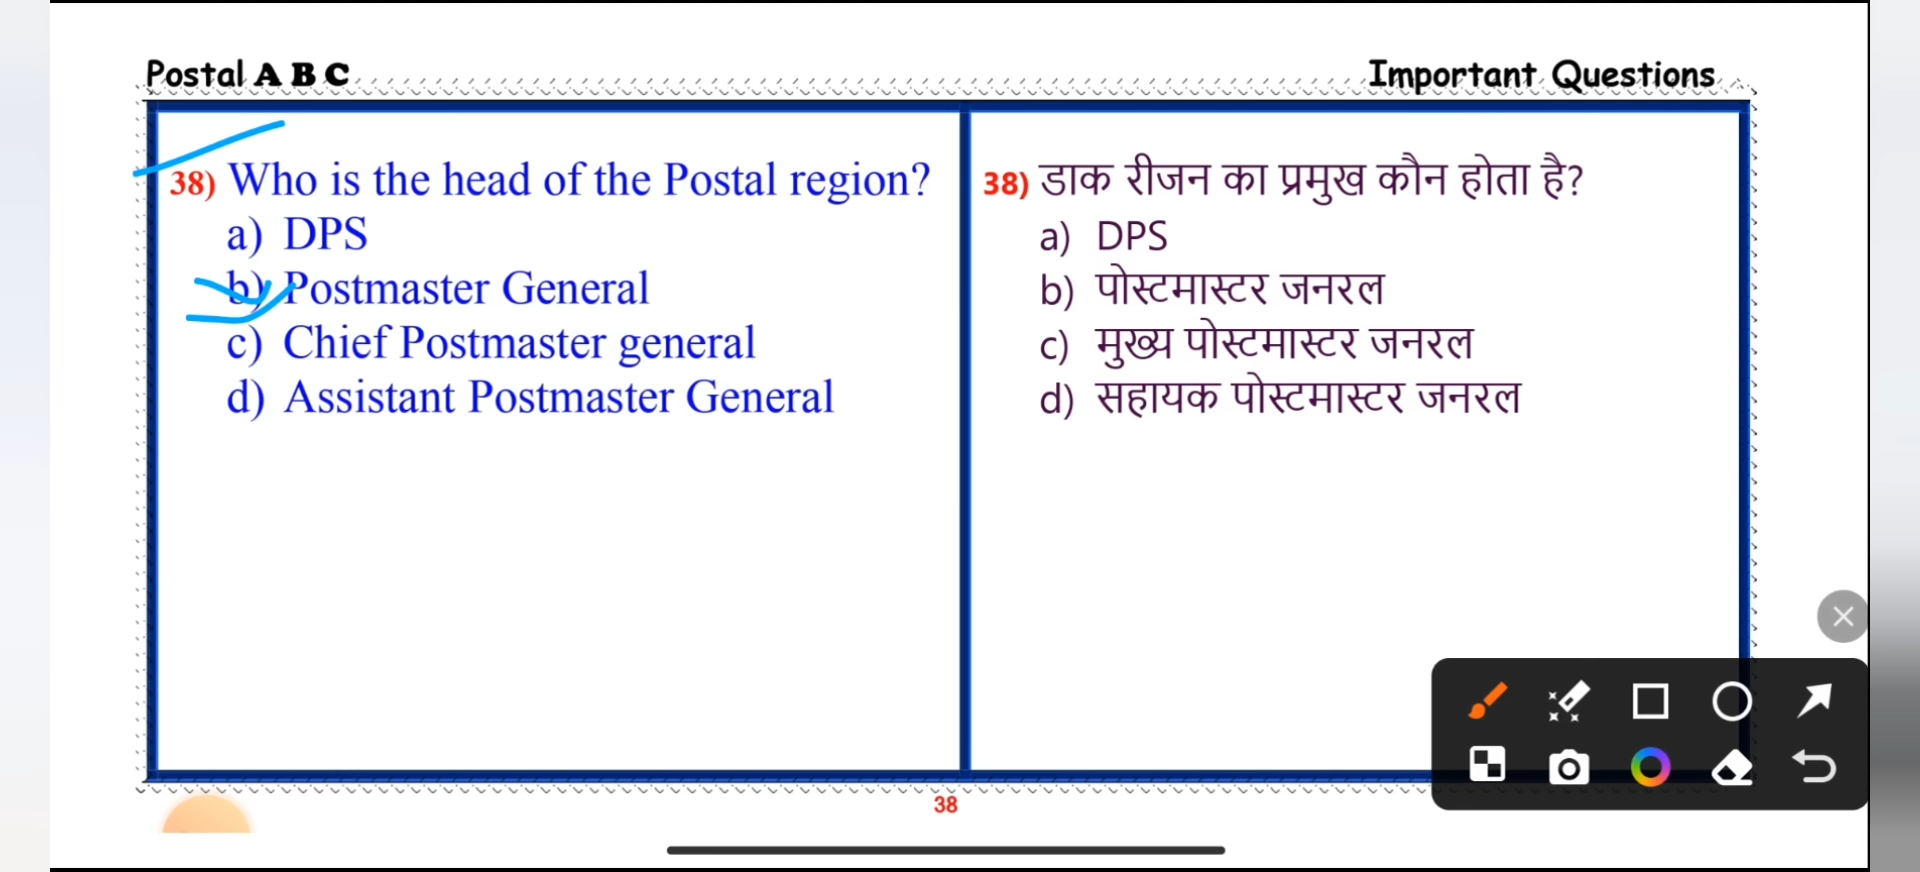 Postal A B C
Important Questions
38) Who is the head of the Postal region?
a) DPS
b) Postmaster General
c) Chief Postmaster general
d) Assistant Postmaster General
38) डाक रीजन का प्रमुख कौन होता है?
a) DPS
b) पोस्टमास्टर जनरल
c) मुख्य पोस्टमास्टर जनरल
d) सहायक पोस्टमास्टर जनरल
38